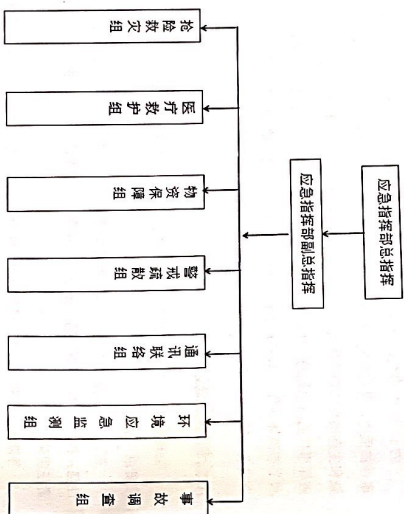 应急指挥部总指挥
应急指挥部副总指挥
抢险救灾组
医疗救护组
物资保障组
警戒疏散组
通讯联络组
环境应急监测组
事故调查组